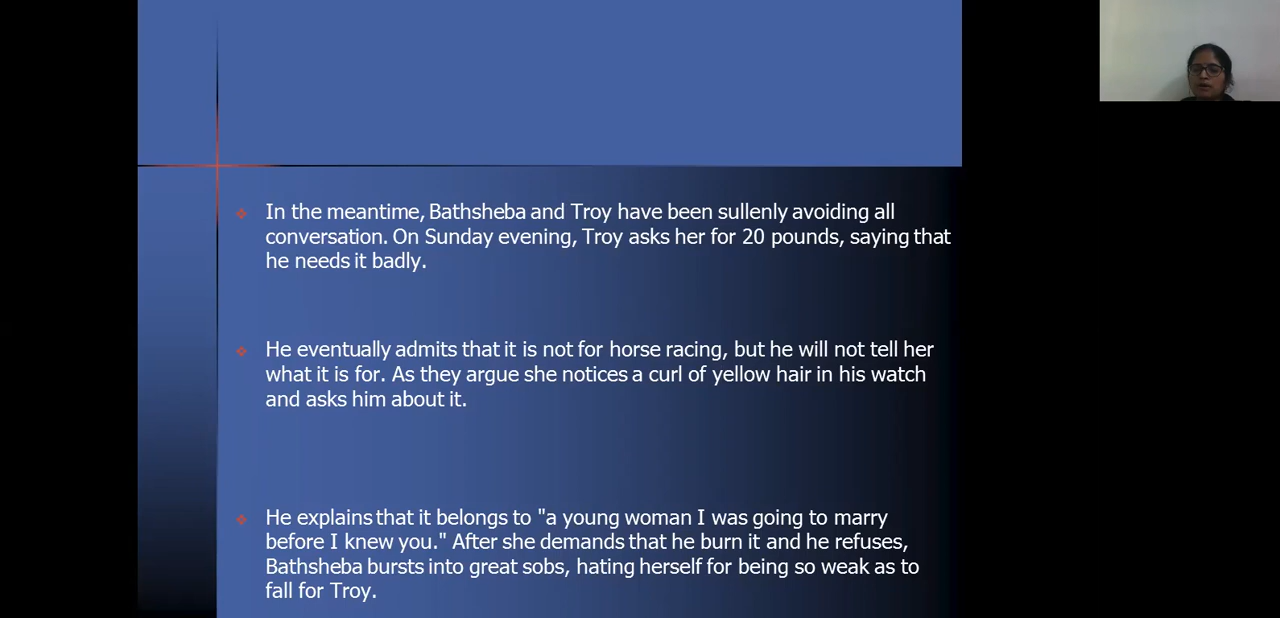 In the meantime, Bathsheba and Troy have been sullenly avoiding all
conversation. On Sunday evening, Troy asks her for 20 pounds, saying that
he needs it badly.
He eventually admits that it is not for horse racing, but he will not tell her
what it is for. As they argue she notices a curl of yellow hair in his watch
and asks him about it.
He explains that it belongs to "a young woman I was going to marry
before I knew you." After she demands that he burn it and he refuses,
Bathsheba bursts into great sobs, hating herself for being so weak as to
fall for Troy.